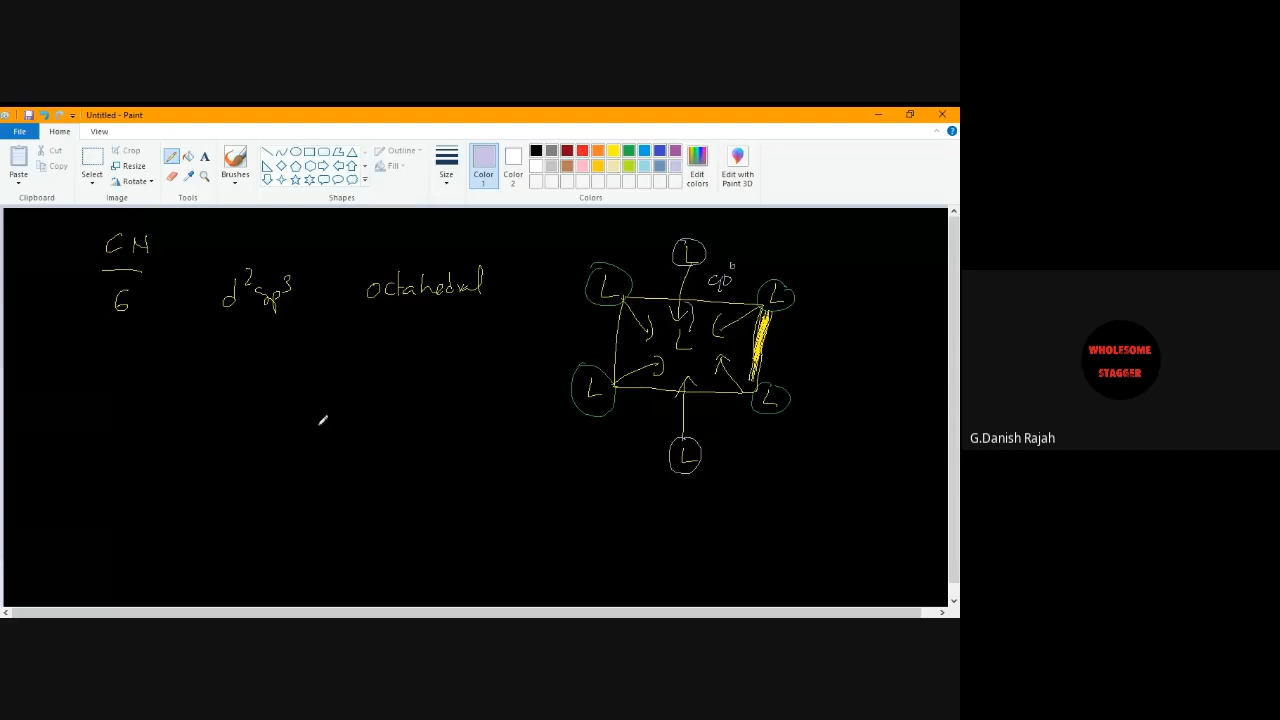 Untitled - Paint
File Home View
Paste
Cut
Copy
Clipboard
Select
Crop
Resize
Rotate
Image
A
Tools
Brushes
Shapes
Outline
Fill
Size
Color 1
Color 2
Colors
Edit colors
Edit with Paint 3D
CN
6
d²sp³
octahedral
L
90°
L
L
L
L
L
L
WHOLESOME
STAGGER
G.Danish Rajah